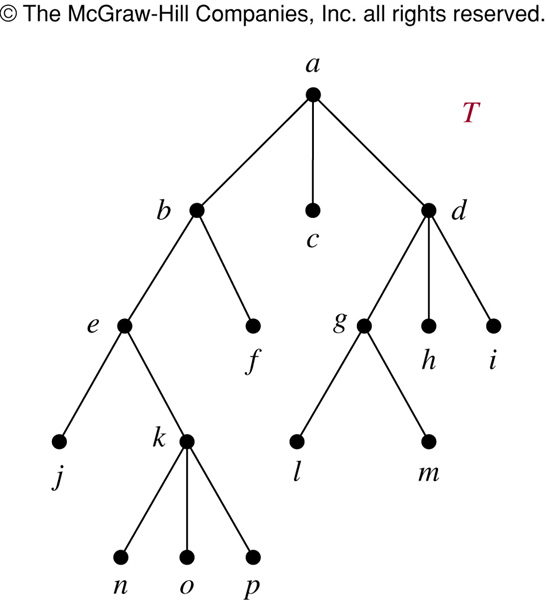 © The McGraw-Hill Companies, Inc. all rights reserved.
a
T
b
c
d
e
f
g
h
i
j
k
l
m
n
o
p